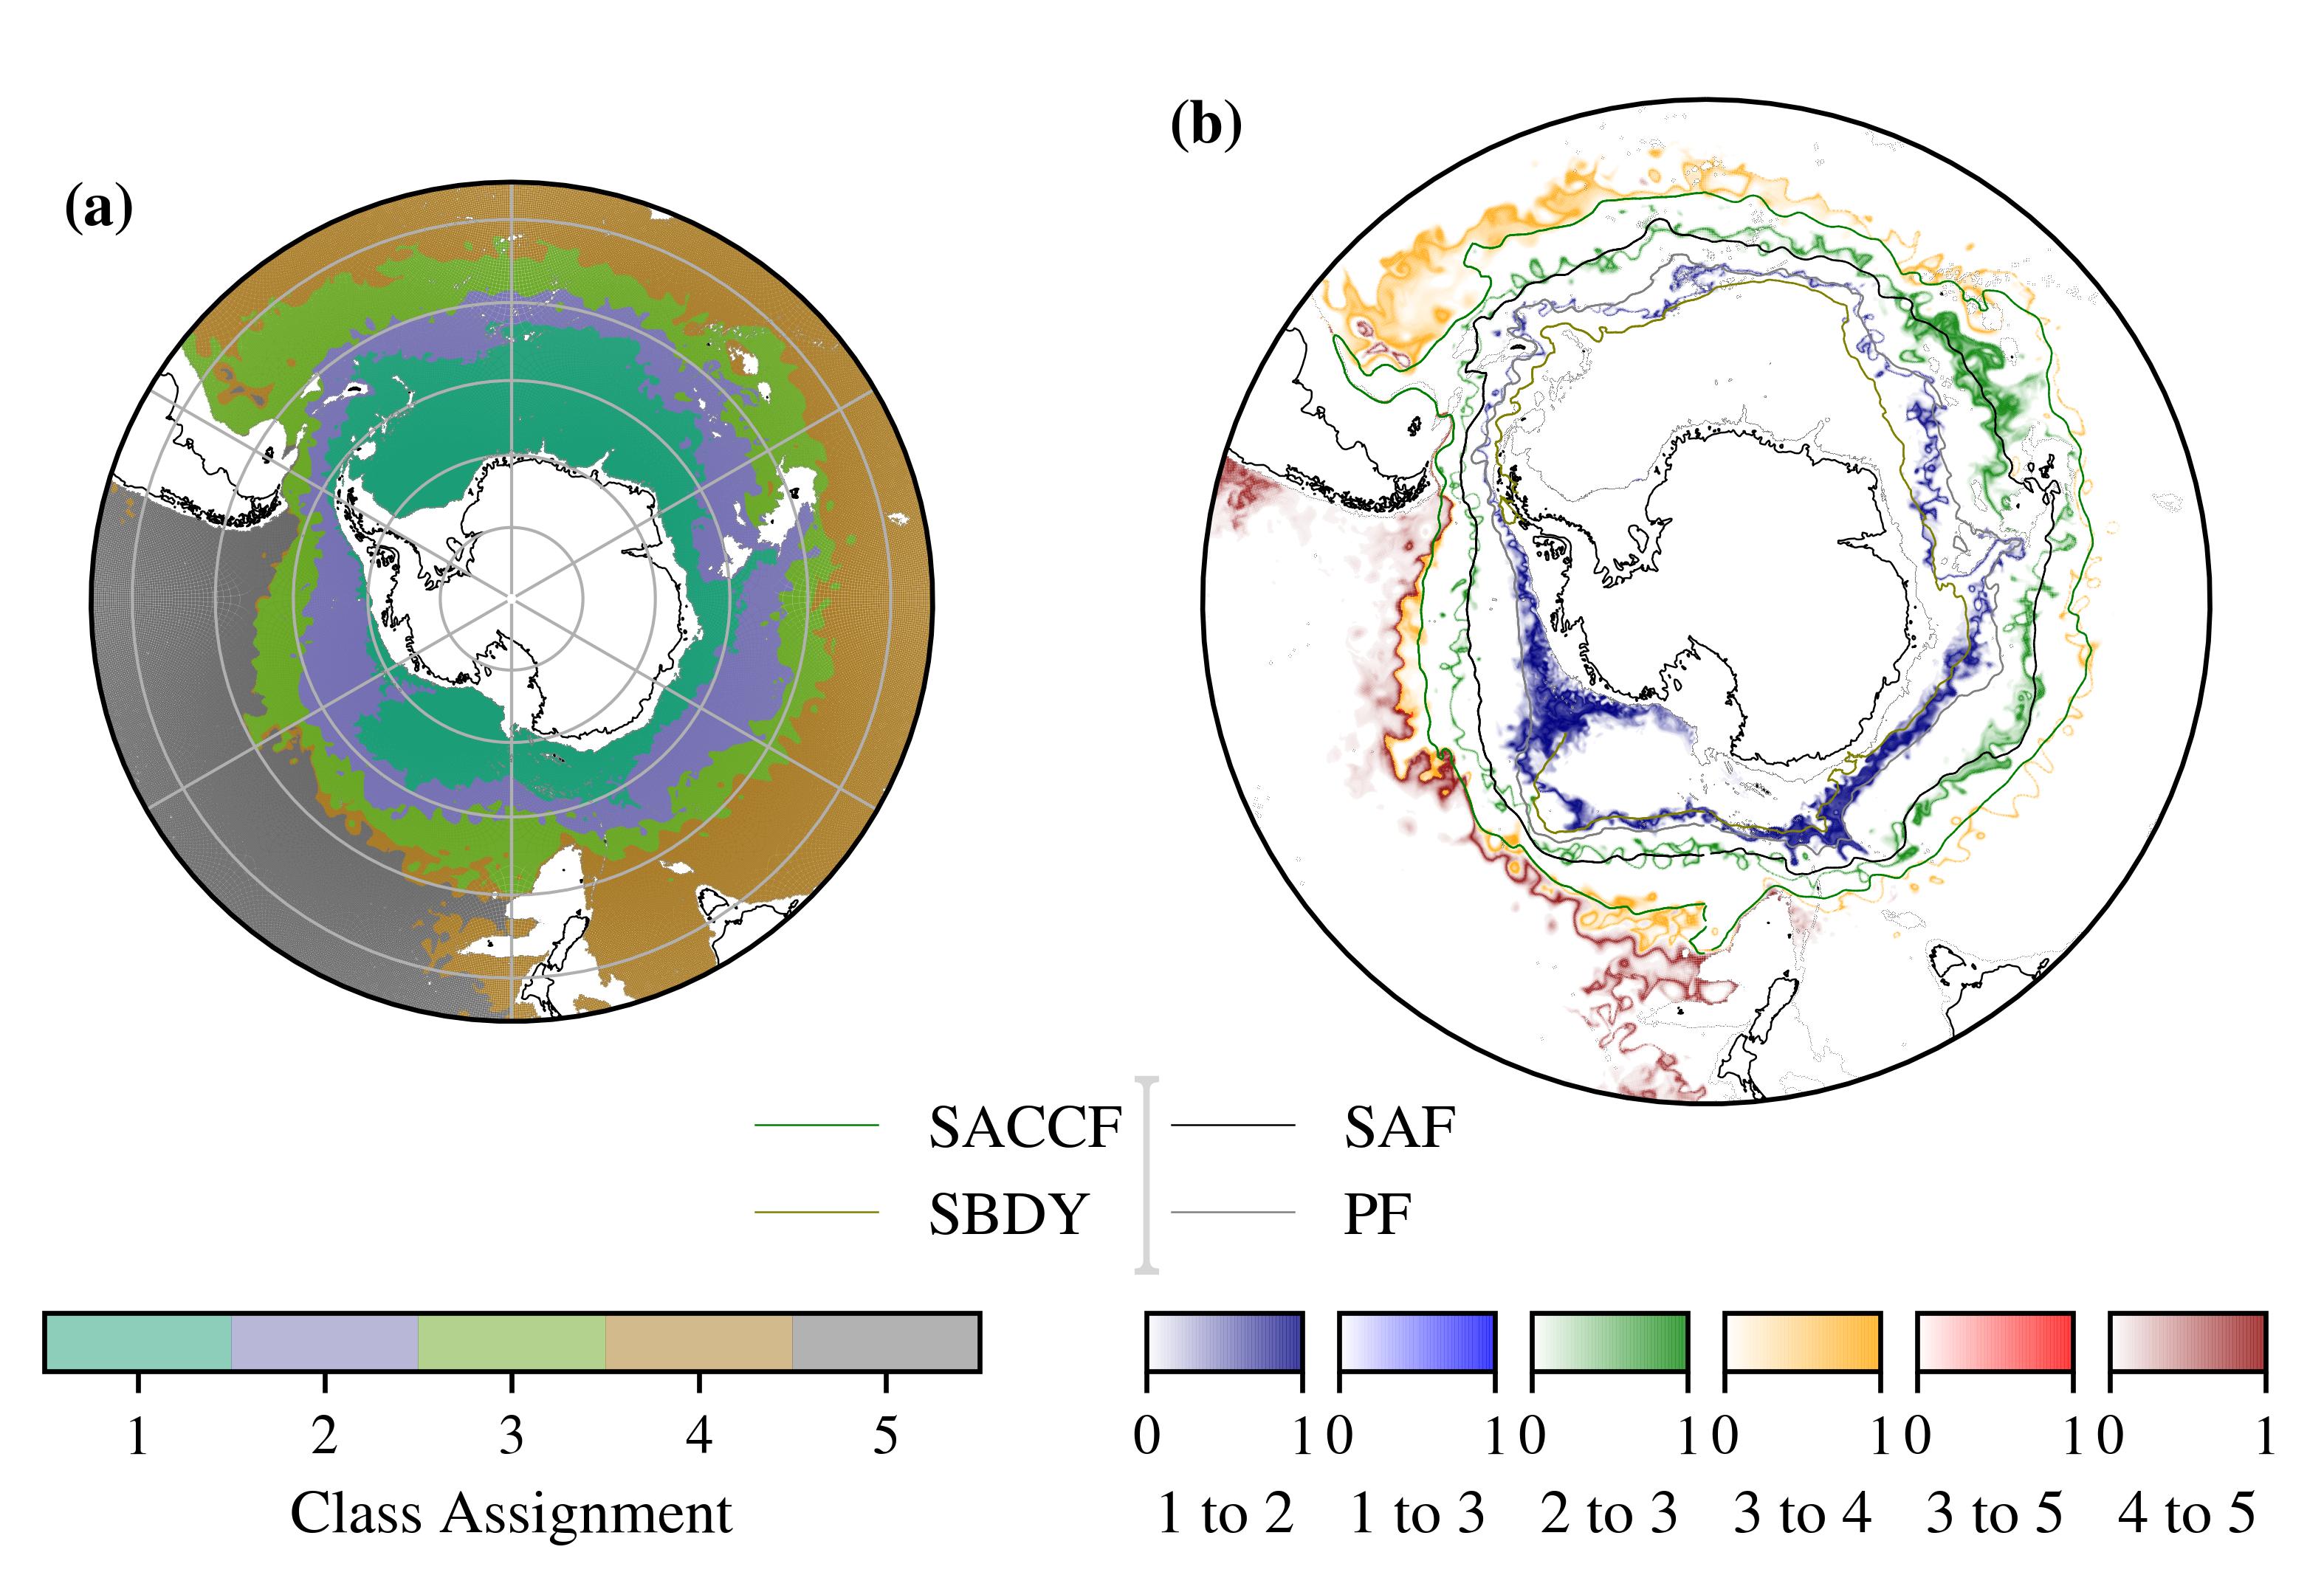 (a)
(b)
SACCF SAF
SBDY PF
1 2 3 4 5
Class Assignment
0 1 0 1 0 1 0 1 0 1 0 1
1 to 2 1 to 3 2 to 3 3 to 4 3 to 5 4 to 5